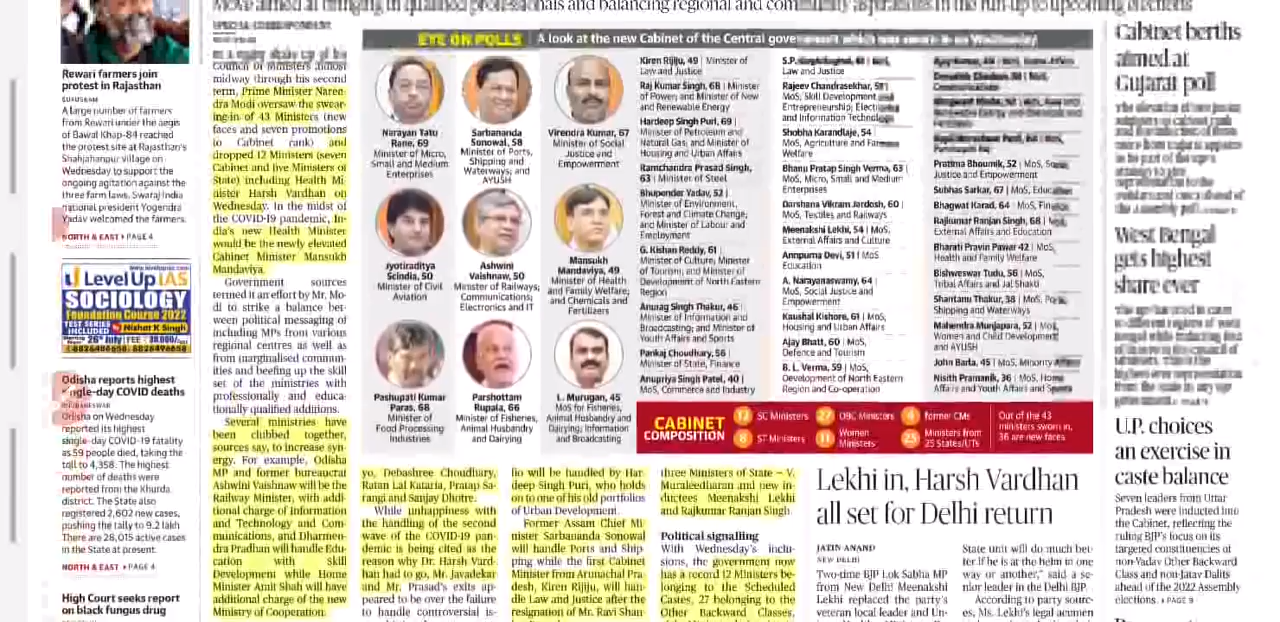 Rewari farmers join
protest in Rajasthan
GURUGRAM
A large number of farmers
from Rewari under the aegis
of Bawal Khap-84 reached
the protest site at Rajasthan's
Shahjahanpur village on
Wednesday to support the
ongoing agitation against the
three farm laws. Swaraj India
national president Yogendra
Yadav welcomed the farmers.
NORTH & EAST ▸ PAGE 4
Level Up IAS
SOCIOLOGY
Foundation Course 2022
TEST SERIES
INCLUDED
Nishat K Singh
26th July
Odisha reports highest
single-day COVID deaths
BHUBANESWAR
Orisha on Wednesday
reported its highest
single-day COVID-19 fatality
as 59 people died, taking the
toll to 4,358. The highest
number of deaths were
reported from the Khurda
district. The State also
registered 2,602 new cases,
pushing the tally to 9.2 lakh
There are 28,015 active cases
in the State at present.
NORTH & EAST ▸ PAGE 4
High Court seeks report
on black fungus drug
Council of Ministers almost
midway through his second
term, Prime Minister Naren-
dra Modi oversaw the swear-
ing-in of 43 Ministers (new
faces and seven promotions
to Cabinet rank) and
dropped 12 Ministers (seven
Cabinet and five Ministers of
State) including Health Mi-
nister Harsh Vardhan on
Wednesday. In the midst of
the COVID-19 pandemic, In-
dia's new Health Minister
would be the newly elevated
Cabinet Minister Mansukh
Mandaviya.
Government sources
termed it an effort by Mr. Mo-
di to strike a balance bet-
ween political messaging of
including MPs from various
regional centres as well as
from marginalised commun-
ities and beefing up the skill
set of the ministries with
professionally and educa-
tionally qualified additions.
Several ministries have
been clubbed together,
sources say, to increase syn-
ergy. For example, Odisha
MP and former bureaucrat
Ashwini Vaishnaw will be the
Railway Minister, with addi-
tional charge of information
and Technology and Com-
munications, and Dharmen-
dra Pradhan will handle Edu-
cation with Skill
Development while Home
Minister Amit Shah will have
additional charge of the new
Ministry of Cooperation.
EYE ON POLLS
A look at the new Cabinet of the Central
Narayan Tatu
Rane, 69
Minister of Micro,
Small and Medium
Enterprises
Sarbananda
Sonowal, 58
Minister of Ports,
Shipping and
Waterways; and
AYUSH
Virendra Kumar, 67
Minister of Social
Justice and
Empowerment
Jyotiraditya
Scindia, 50
Minister of Civil
Aviation
Ashwini
Vaishnaw, 50
Minister of Railways;
Communications;
Electronics and IT
Mansukh
Mandaviya, 49
Minister of Health
and Family Welfare;
and Chemicals and
Fertilizers
Pashupati Kumar
Paras, 68
Minister of
Food Processing
Industries
Parshottam
Rupala, 66
Minister of Fisheries,
Animal Husbandry
and Dairying
L. Murugan, 45
MoS for Fisheries,
Animal Husbandry and
Dairying; Information
and Broadcasting
Kiren Rijiju, 49 | Minister of
Law and Justice
Raj Kumar Singh, 68 | Minister
of Power; and Minister of New
and Renewable Energy
Hardeep Singh Puri, 69 |
Minister of Petroleum and
Natural Gas; and Minister of
Housing and Urban Affairs
Ramchandra Prasad Singh,
63 | Minister of Steel
Bhupender Yadav, 52 |
Minister of Environment,
Forest and Climate Change;
and Minister of Labour and
Employment
G. Kishan Reddy, 61 |
Minister of Culture; Minister
of Tourism; and Minister of
Development of North Eastern
Region
Anurag Singh Thakur, 46 |
Minister of Information and
Broadcasting; and Minister of
Youth Affairs and Sports
Pankaj Choudhary, 56 |
Minister of State, Finance
Anupriya Singh Patel, 40 |
MoS, Commerce and Industry
Law and Justice
Rajeev Chandrasekhar, 57 |
MoS, Skill Development and
Entrepreneurship; Electronics
and Information Technology
Shobha Karandlaje, 54 |
MoS, Agriculture and Farmers
Welfare
Bhanu Pratap Singh Verma, 63 |
MoS, Micro, Small and Medium
Enterprises
Darshana Vikram Jardosh, 60 |
MoS, Textiles and Railways
Meenakshi Lekhi, 54 | MoS,
External Affairs and Culture
Annpurna Devi, 51 | MoS
Education
A. Narayanaswamy, 64 |
MoS, Social Justice and
Empowerment
Kaushal Kishore, 61 | MoS,
Housing and Urban Affairs
Ajay Bhatt, 60 | MoS,
Defence and Tourism
B. L. Verma, 59 | MoS,
Development of North Eastern
Region and Co-operation
Pratima Bhoumik, 52 | MoS, Social
Justice and Empowerment
Subhas Sarkar, 67 | MoS, Education
Bhagwat Karad, 64 | MoS, Finance
Rajkumar Ranjan Singh, 68 | MoS,
External Affairs and Education
Bharati Pravin Pawar 42 | MoS,
Health and Family Welfare
Bishweswar Tudu, 56 | MoS,
Tribal Affairs and Jal Shakti
Shantanu Thakur, 38 | MoS, Ports,
Shipping and Waterways
Mahendra Munjapara, 52 | MoS,
Women and Child Development
and AYUSH
John Barla, 45 | MoS, Minority Affairs
Nisith Pramanik, 36 | MoS, Home
Affairs and Youth Affairs and Sports
CABINET
COMPOSITION
12 SC Ministers
8 ST Ministers
27 OBC Ministers
11 Women
Ministers
4 former CMs
Ministers from
25 States/UTs
Out of the 43
ministers sworn in,
36 are new faces
yo, Debashree Choudhary,
Ratan Lal Kataria, Pratap Sa-
rangi and Sanjay Dhotre.
While unhappiness with
the handling of the second
wave of the COVID-19 pan-
demic is being cited as the
reason why Dr. Harsh Vard-
han had to go, Mr. Javadekar
and Mr. Prasad's exits ap-
peared to be over the failure
to handle controversial is-
lio will be handled by Har-
deep Singh Puri, who holds
on to one of his old portfolios
of Urban Development.
Former Assam Chief Mi-
nister Sarbananda Sonowal
will handle Ports and Ship-
ping while the first Cabinet
Minister from Arunachal Pra-
desh, Kiren Rijiju, will han-
dle Law and Justice after the
resignation of Mr. Ravi Shan-
three Ministers of State – V.
Muraleedharan and new in-
ductees Meenakshi Lekhi
and Rajkumar Ranjan Singh.
Political signalling
With Wednesday's inclu-
sions, the government now
has a record 12 Ministers be-
longing to the Scheduled
Castes, 27 belonging to the
Other Backward Classes,
Lekhi in, Harsh Vardhan
all set for Delhi return
JATIN ANAND
NEW DELHI
Two-time BJP Lok Sabha MP
from New Delhi Meenakshi
Lekhi replaced the party's
veteran local leader and Un-
State unit will do much bet-
ter if he is at the helm in one
way or another," said a se-
nior leader in the Delhi BJP.
According to party sourc-
es, Ms. Lekhi's legal acumen
Cabinet berths
aimed at
Gujarat poll
West Bengal
gets highest
share ever
U.P. choices
an exercise in
caste balance
Seven leaders from Uttar
Pradesh were inducted into
the Cabinet, reflecting the
ruling BJP's focus on its
targeted constituencies of
non-Yadav Other Backward
Class and non-Jatav Dalits
ahead of the 2022 Assembly
elections. ▸ PAGE 9